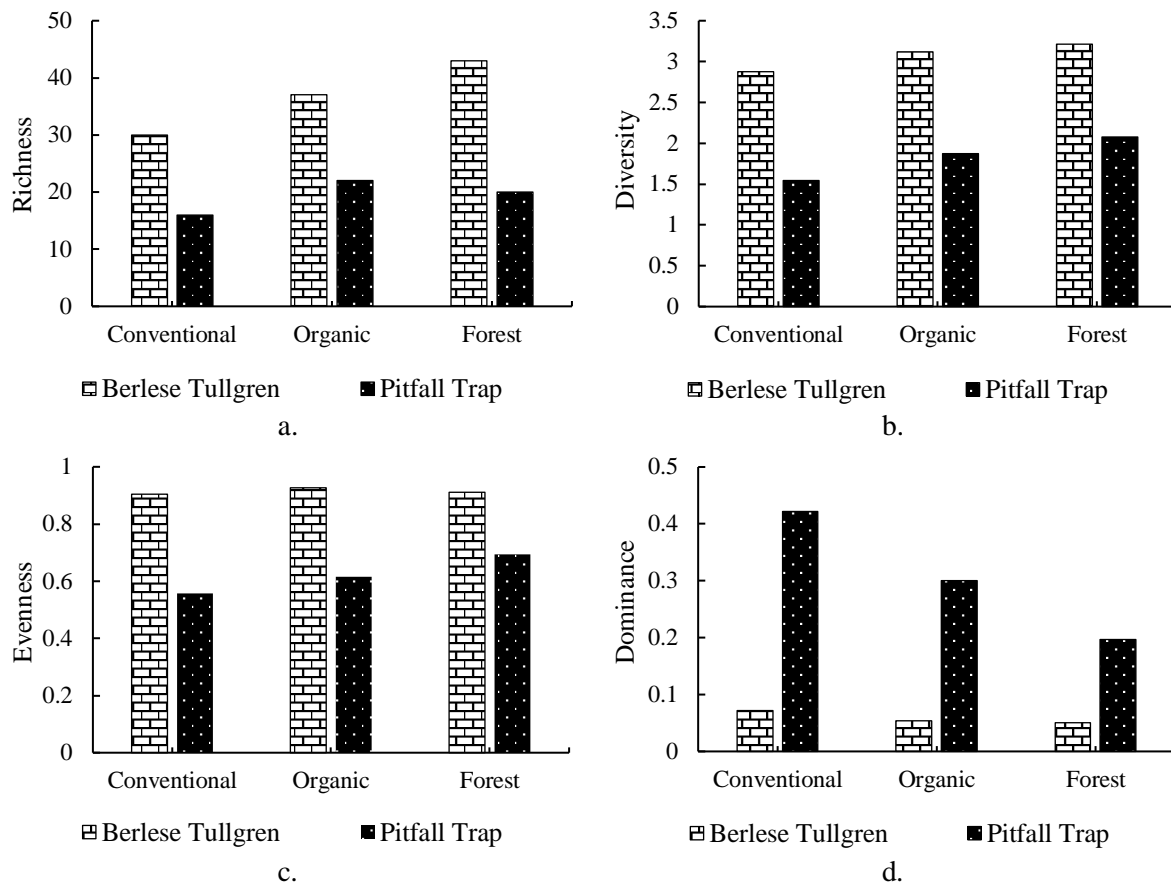 50
40
30
20
10
0
Richness
Conventional Organic Forest
Berlese Tullgren Pitfall Trap
a.
3.5
3
2.5
2
1.5
1
0.5
0
Diversity
Conventional Organic Forest
Berlese Tullgren Pitfall Trap
b.
1
0.8
0.6
0.4
0.2
0
Evenness
Conventional Organic Forest
Berlese Tullgren Pitfall Trap
c.
0.5
0.4
0.3
0.2
0.1
0
Dominance
Conventional Organic Forest
Berlese Tullgren Pitfall Trap
d.